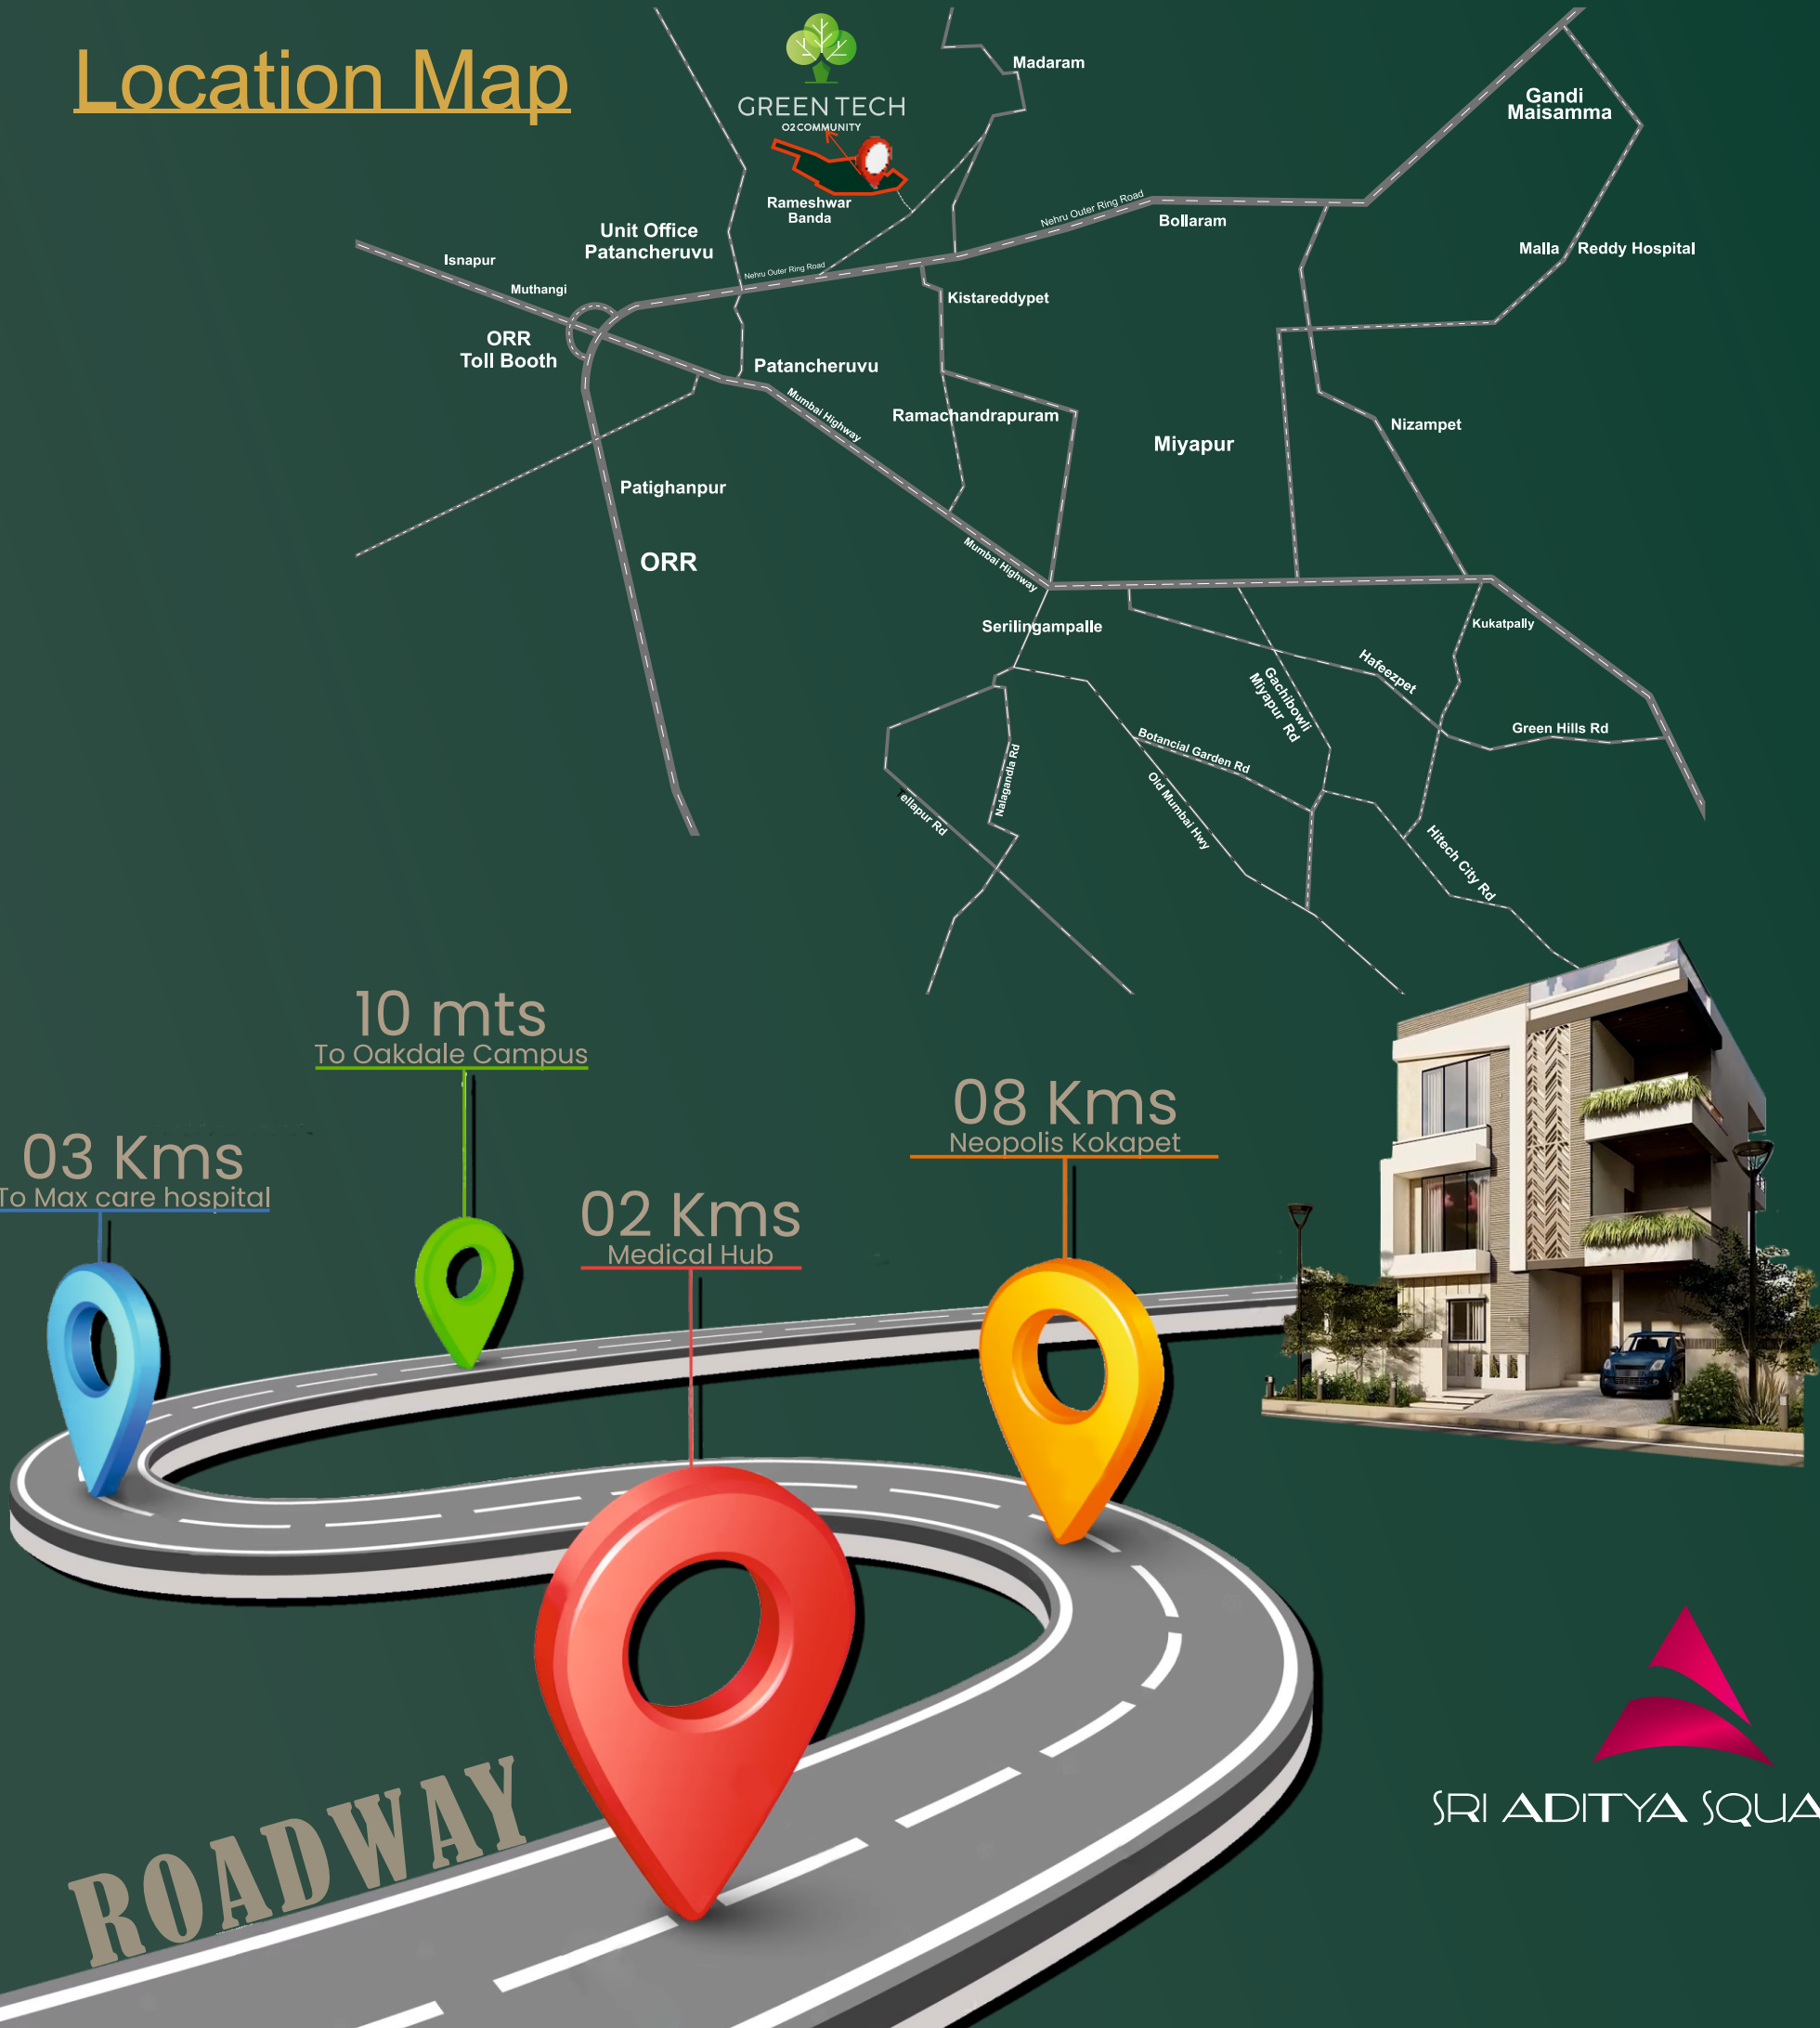 Location Map
GREEN TECH
O2 COMMUNITY
Madaram
Gandi
Maisamma
Rameshwar
Banda
Nehru Outer Ring Road
Bollaram
Unit Office
Patancheruvu
Malla Reddy Hospital
Isnapur
Nehru Outer Ring Road
Muthangi
Kistareddypet
ORR
Toll Booth
Patancheruvu
Mumbai Highway
Ramachandrapuram
Miyapur
Nizampet
Patighanpur
ORR
Mumbai Highway
Serilingampalle
Kukatpally
Hafeezpet
Gachibowli
Miyapur Rd
Green Hills Rd
Botancial Garden Rd
Nalagandla Rd
Old Mumbai Hwy
Tellapur Rd
Hitech City Rd
10 mts
To Oakdale Campus
08 Kms
Neopolis Kokapet
03 Kms
To Max care hospital
02 Kms
Medical Hub
ROADWAY
SRI ADITYA SQUA